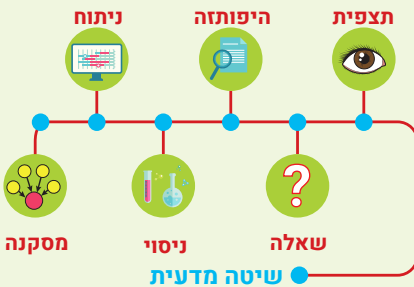 תצפית
היפותזה
ניתוח
שאלה
ניסוי
מסקנה
שיטה מדעית